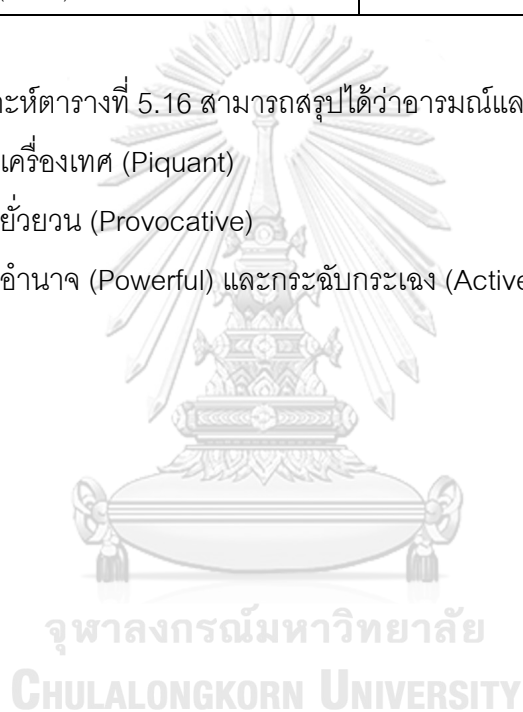 ะห์ตารางที่ 5.16 สามารถสรุปได้ว่าอารมณ์และ
เครื่องเทศ (Piquant)
ยั่วยวน (Provocative)
อำนาจ (Powerful) และกระฉับกระเฉง (Active
จุฬาลงกรณ์มหาวิทยาลัย
CHULALONGKORN UNIVERSITY